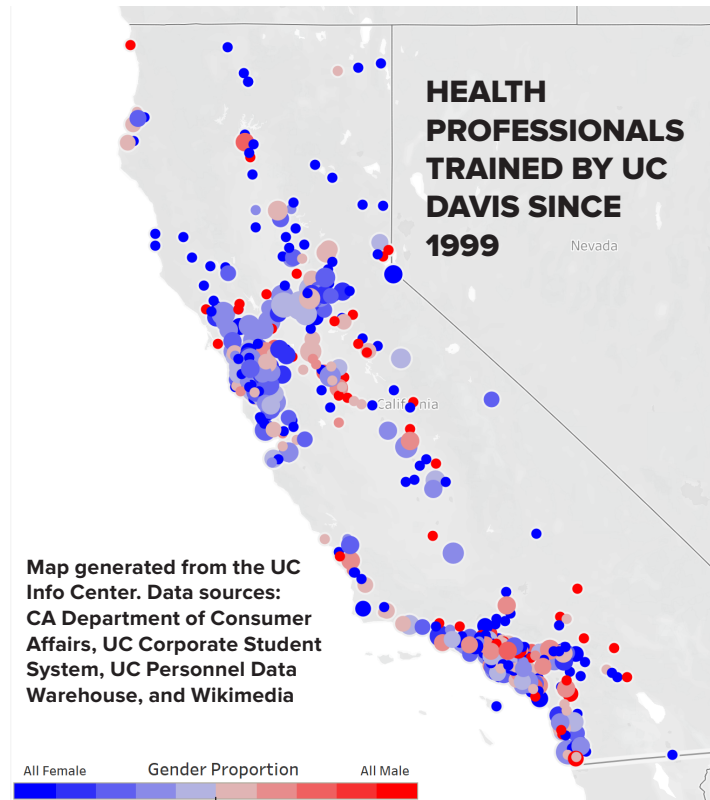 HEALTH
PROFESSIONALS
TRAINED BY UC
DAVIS SINCE
1999
Nevada
California
Map generated from the UC
Info Center. Data sources:
CA Department of Consumer
Affairs, UC Corporate Student
System, UC Personnel Data
Warehouse, and Wikimedia
All Female
Gender Proportion
All Male